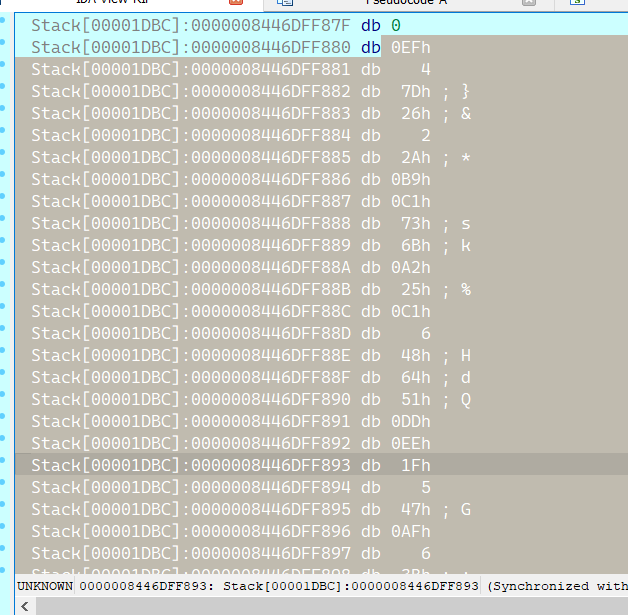 IDA View-RIP Pseudocode-A
Stack[00001DBC]:0000008446DFF87F db 0
Stack[00001DBC]:0000008446DFF880 db 0EFh
Stack[00001DBC]:0000008446DFF881 db 4
Stack[00001DBC]:0000008446DFF882 db 7Dh ; }
Stack[00001DBC]:0000008446DFF883 db 26h ; &
Stack[00001DBC]:0000008446DFF884 db 2
Stack[00001DBC]:0000008446DFF885 db 2Ah ; *
Stack[00001DBC]:0000008446DFF886 db 0B9h
Stack[00001DBC]:0000008446DFF887 db 0C1h
Stack[00001DBC]:0000008446DFF888 db 73h ; s
Stack[00001DBC]:0000008446DFF889 db 6Bh ; k
Stack[00001DBC]:0000008446DFF88A db 0A2h
Stack[00001DBC]:0000008446DFF88B db 25h ; %
Stack[00001DBC]:0000008446DFF88C db 0C1h
Stack[00001DBC]:0000008446DFF88D db 6
Stack[00001DBC]:0000008446DFF88E db 48h ; H
Stack[00001DBC]:0000008446DFF88F db 64h ; d
Stack[00001DBC]:0000008446DFF890 db 51h ; Q
Stack[00001DBC]:0000008446DFF891 db 0DDh
Stack[00001DBC]:0000008446DFF892 db 0EEh
Stack[00001DBC]:0000008446DFF893 db 1Fh
Stack[00001DBC]:0000008446DFF894 db 5
Stack[00001DBC]:0000008446DFF895 db 47h ; G
Stack[00001DBC]:0000008446DFF896 db 0AFh
Stack[00001DBC]:0000008446DFF897 db 6
UNKNOWN 0000008446DFF893: Stack[00001DBC]:0000008446DFF893 (Synchronized with